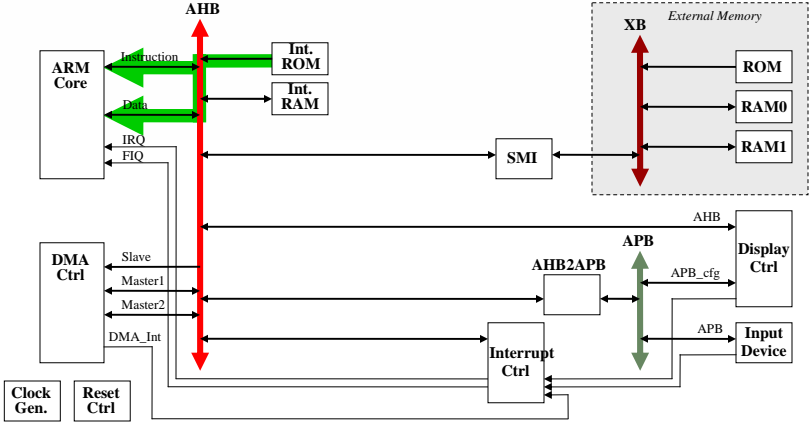 AHB
External Memory
XB
ARM
Core
Instruction
Int.
ROM
ROM
Data
Int.
RAM
RAM0
IRQ
FIQ
SMI
RAM1
AHB
DMA
Ctrl
Slave
APB
Display
Ctrl
AHB2APB
APB_cfg
Master1
Master2
DMA_Int
Interrupt
Ctrl
APB
Input
Device
Clock
Gen.
Reset
Ctrl